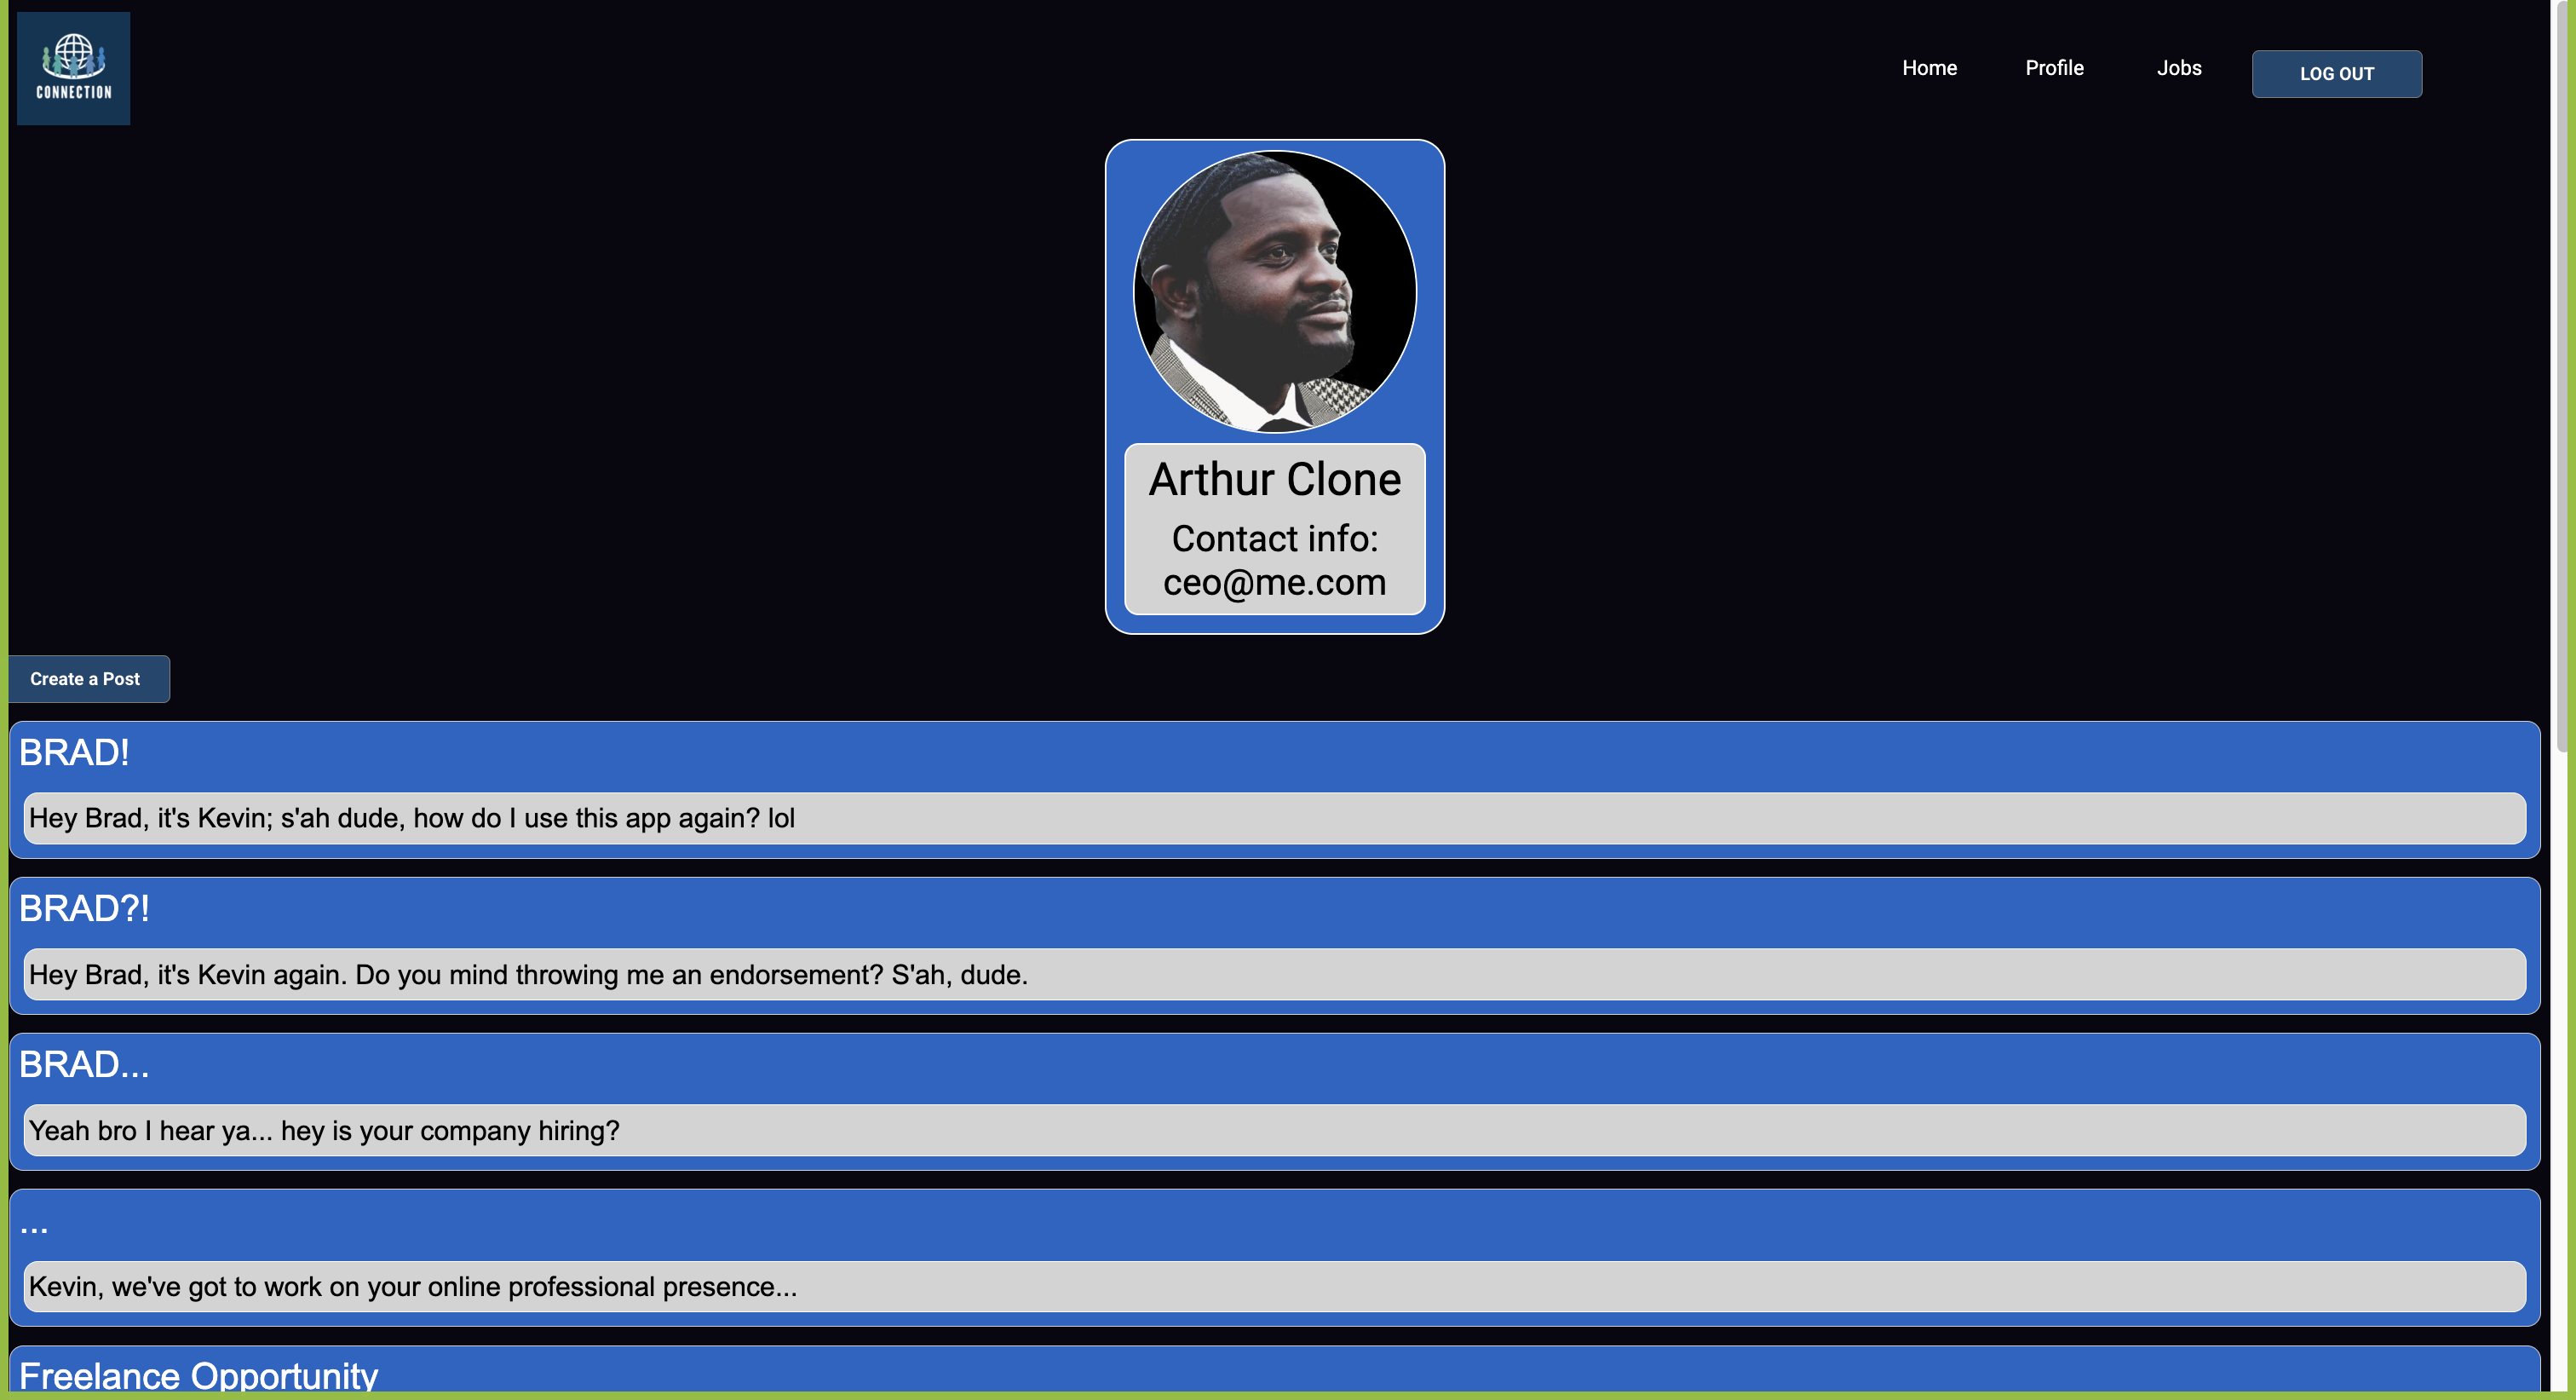 CONNECTION
Home Profile Jobs LOG OUT
Arthur Clone
Contact info:
ceo@me.com
Create a Post
BRAD!
Hey Brad, it's Kevin; s'ah dude, how do I use this app again? lol
BRAD?!
Hey Brad, it's Kevin again. Do you mind throwing me an endorsement? S'ah, dude.
BRAD...
Yeah bro I hear ya... hey is your company hiring?
...
Kevin, we've got to work on your online professional presence...
Freelance Opportunity